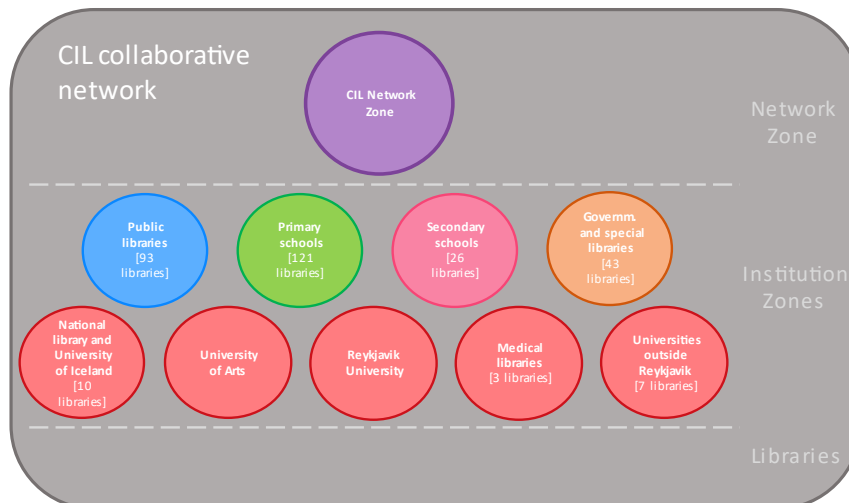 CIL collaborative
network
CIL Network
Zone
Network
Zone
Public
libraries
[93
libraries]
Primary
schools
[121
libraries]
Secondary
schools
[26
libraries]
Governm.
and special
libraries
[43
libraries]
Institution
Zones
National
library and
University
of Iceland
[10
libraries]
University
of Arts
Reykjavik
University
Medical
libraries
[3 libraries]
Universities
outside
Reykjavik
[7 libraries]
Libraries